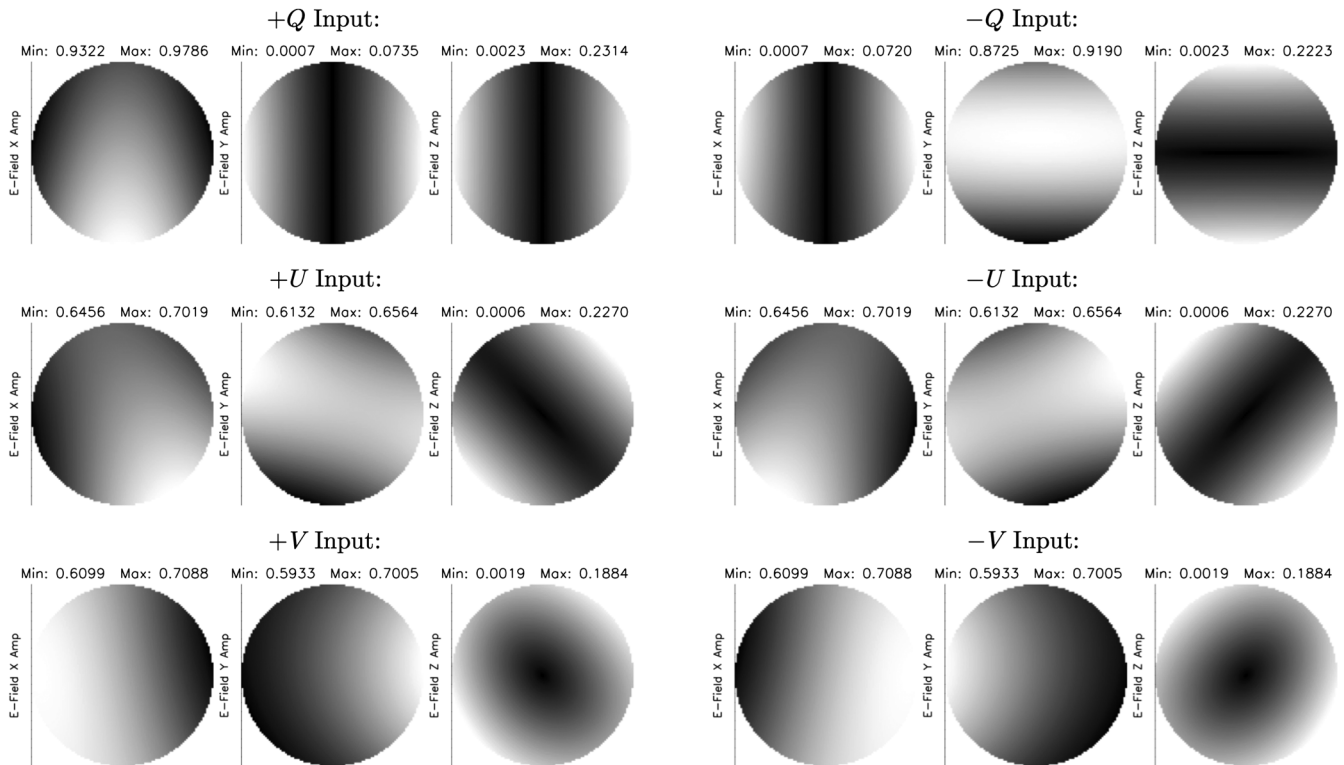 +Q Input:
−Q Input:
Min: 0.9322 Max: 0.9786 Min: 0.0007 Max: 0.0735 Min: 0.0023 Max: 0.2314
Min: 0.0007 Max: 0.0720 Min: 0.8725 Max: 0.9190 Min: 0.0023 Max: 0.2223
E-Field X Amp
E-Field Y Amp
E-Field Z Amp
E-Field X Amp
E-Field Y Amp
E-Field Z Amp
+U Input:
−U Input:
Min: 0.6456 Max: 0.7019 Min: 0.6132 Max: 0.6564 Min: 0.0006 Max: 0.2270
Min: 0.6456 Max: 0.7019 Min: 0.6132 Max: 0.6564 Min: 0.0006 Max: 0.2270
E-Field X Amp
E-Field Y Amp
E-Field Z Amp
E-Field X Amp
E-Field Y Amp
E-Field Z Amp
+V Input:
−V Input:
Min: 0.6099 Max: 0.7088 Min: 0.5933 Max: 0.7005 Min: 0.0019 Max: 0.1884
Min: 0.6099 Max: 0.7088 Min: 0.5933 Max: 0.7005 Min: 0.0019 Max: 0.1884
E-Field X Amp
E-Field Y Amp
E-Field Z Amp
E-Field X Amp
E-Field Y Amp
E-Field Z Amp